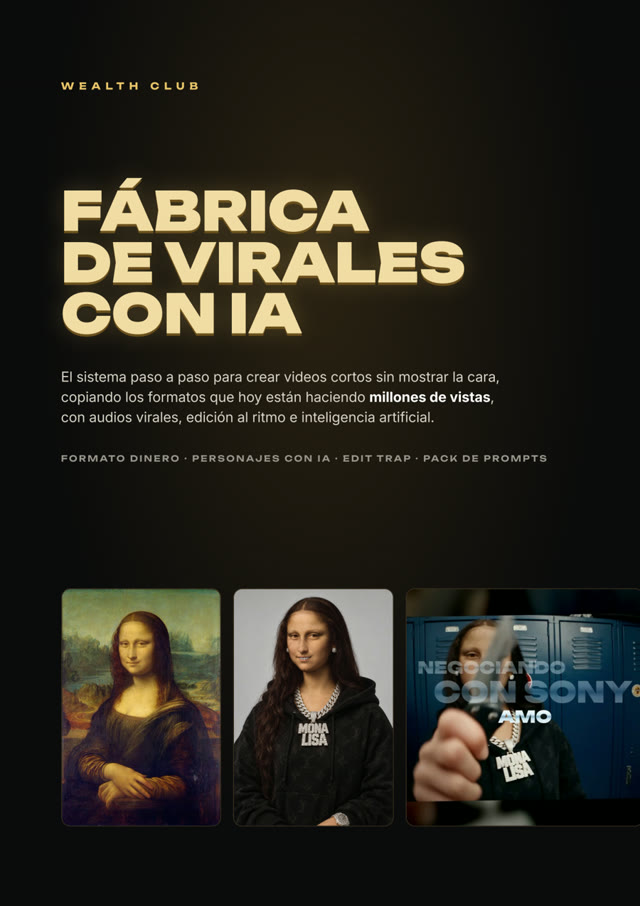 WEALTH CLUB
FÁBRICA
DE VIRALES
CON IA
El sistema paso a paso para crear videos cortos sin mostrar la cara,
copiando los formatos que hoy están haciendo millones de vistas,
con audios virales, edición al ritmo e inteligencia artificial.
FORMATO DINERO · PERSONAJES CON IA · EDIT TRAP · PACK DE PROMPTS
MONA
LISA
NEGOCIANDO
CON SONY
AMO
MONA
LISA